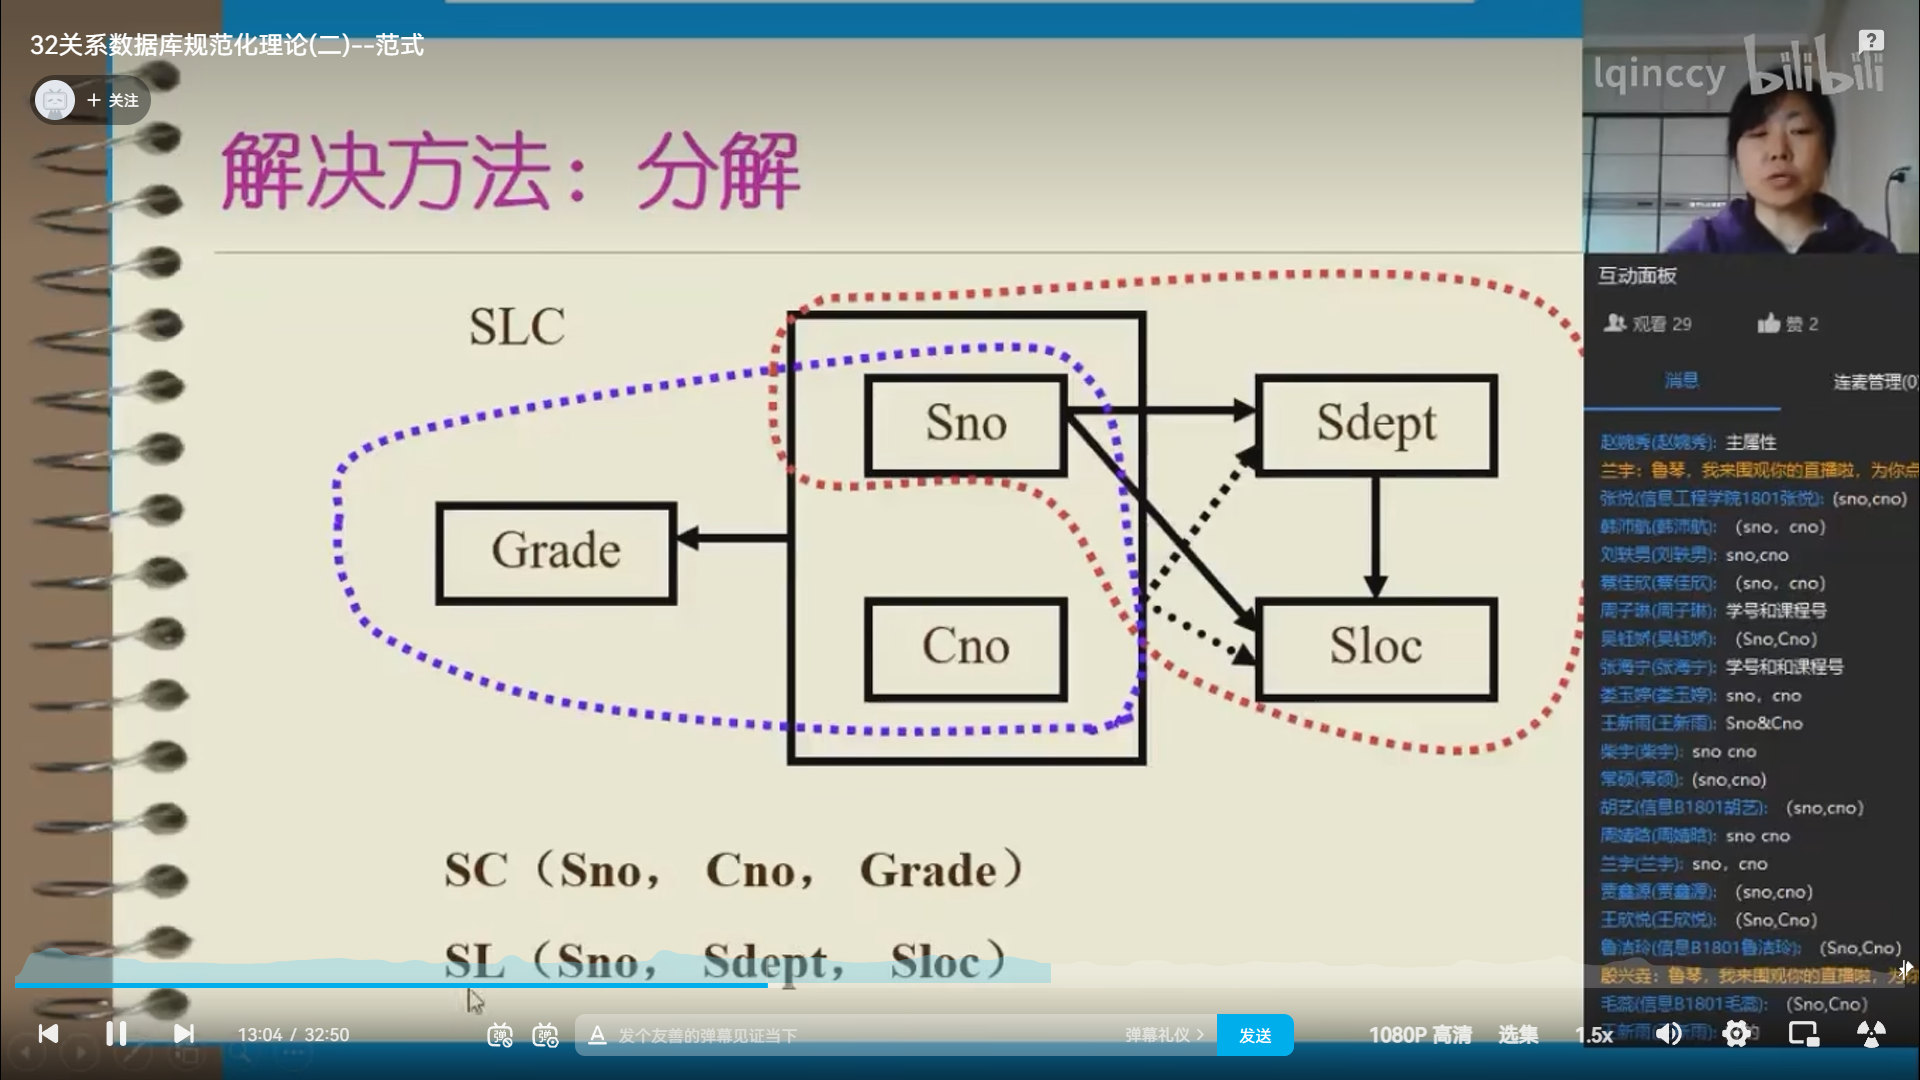 32关系数据库规范化理论(二)--范式
+ 关注
lqinccy bilibili
解决方法：分解
SLC
Sno
Sdept
Grade
Cno
Sloc
SC（Sno， Cno， Grade）
SL（Sno， Sdept， Sloc）
互动面板
观看 29
赞 2
消息
连麦管理(0
赵婉秀(赵婉秀): 主属性
兰宇: 鲁琴，我来围观你的直播啦，为你点
张悦(信息工程学院1801张悦): (sno,cno)
韩沛航(韩沛航): （sno，cno）
刘轶男(刘轶男): sno,cno
蔡佳欣(蔡佳欣): （sno，cno）
周子琳(周子琳): 学号和课程号
吴钰娇(吴钰娇): （Sno,Cno）
张海宁(张海宁): 学号和和课程号
娄玉婷(娄玉婷): sno，cno
王新雨(王新雨): Sno&Cno
柴宇(柴宇): sno cno
常硕(常硕): (sno,cno)
胡艺(信息B1801胡艺): （sno,cno）
周婧晗(周婧晗): sno cno
兰宇(兰宇): sno，cno
贾鑫源(贾鑫源): （sno,cno）
王欣悦(王欣悦): （Sno,Cno）
鲁洁玲(信息B1801鲁洁玲): （Sno,Cno）
殷兴垚: 鲁琴，我来围观你的直播啦，为你
毛蕊(信息B1801毛蕊): （Sno,Cno）
13:04 / 32:50
发个友善的弹幕见证当下
弹幕礼仪 >
发送
1080P 高清
选集
1.5x